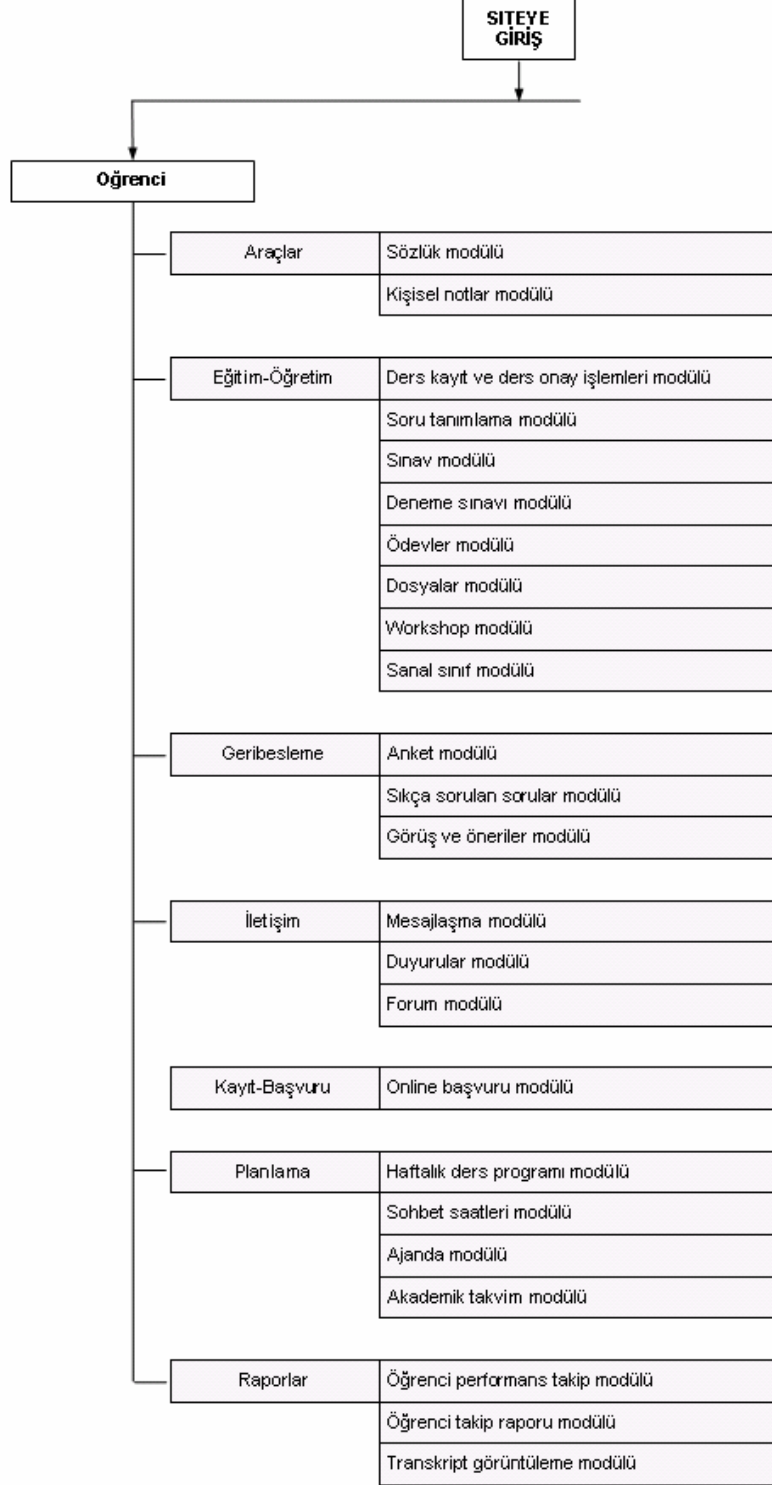 SITEYE
GİRİŞ
Oğrenci
Araçlar
Sözlük modülü
Kişisel notlar modülü
Eğitim-Öğretim
Ders kayıt ve ders onay işlemleri modülü
Soru tanımlama modülü
Sınav modülü
Deneme sınavı modülü
Ödevler modülü
Dosyalar modülü
Workshop modülü
Sanal sınıf modülü
Geribesleme
Anket modülü
Sıkça sorulan sorular modülü
Görüş ve öneriler modülü
İletişim
Mesajlaşma modülü
Duyurular modülü
Forum modülü
Kayıt-Başvuru
Online başvuru modülü
Planlama
Haftalık ders programı modülü
Sohbet saatleri modülü
Ajanda modülü
Akademik takvim modülü
Raporlar
Öğrenci performans takip modülü
Öğrenci takip raporu modülü
Transkript görüntüleme modülü